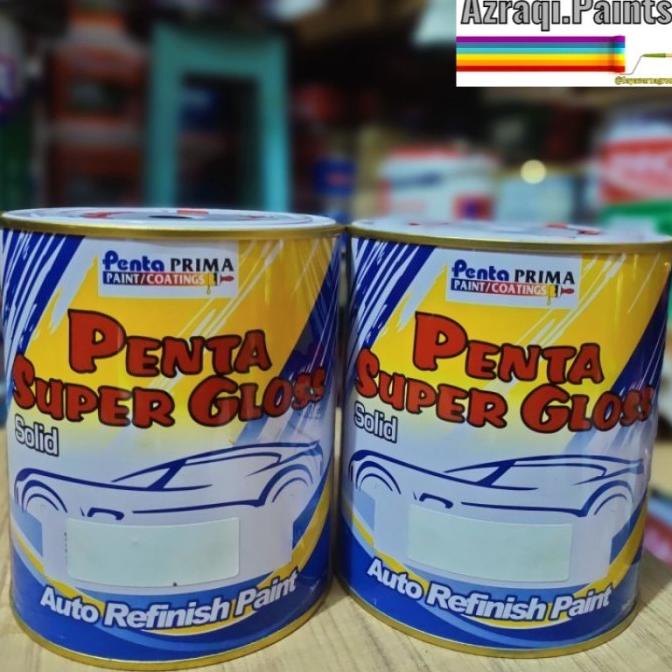 Azraqi.Paints
Penta PRIMA
PAINT/COATINGS
PENTA
SUPER GLOSS
Solid
Auto Refinish Paint
Penta PRIMA
PAINT/COATINGS
PENTA
SUPER GLOSS
Solid
Auto Refinish Paint